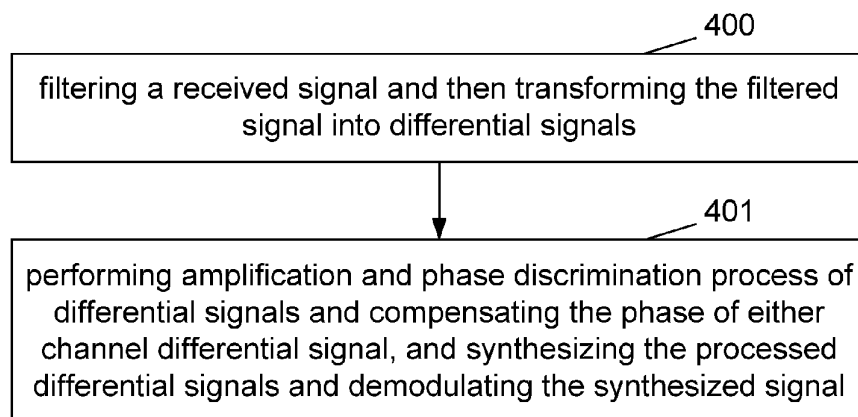 400
filtering a received signal and then transforming the filtered
signal into differential signals
401
performing amplification and phase discrimination process of
differential signals and compensating the phase of either
channel differential signal, and synthesizing the processed
differential signals and demodulating the synthesized signal